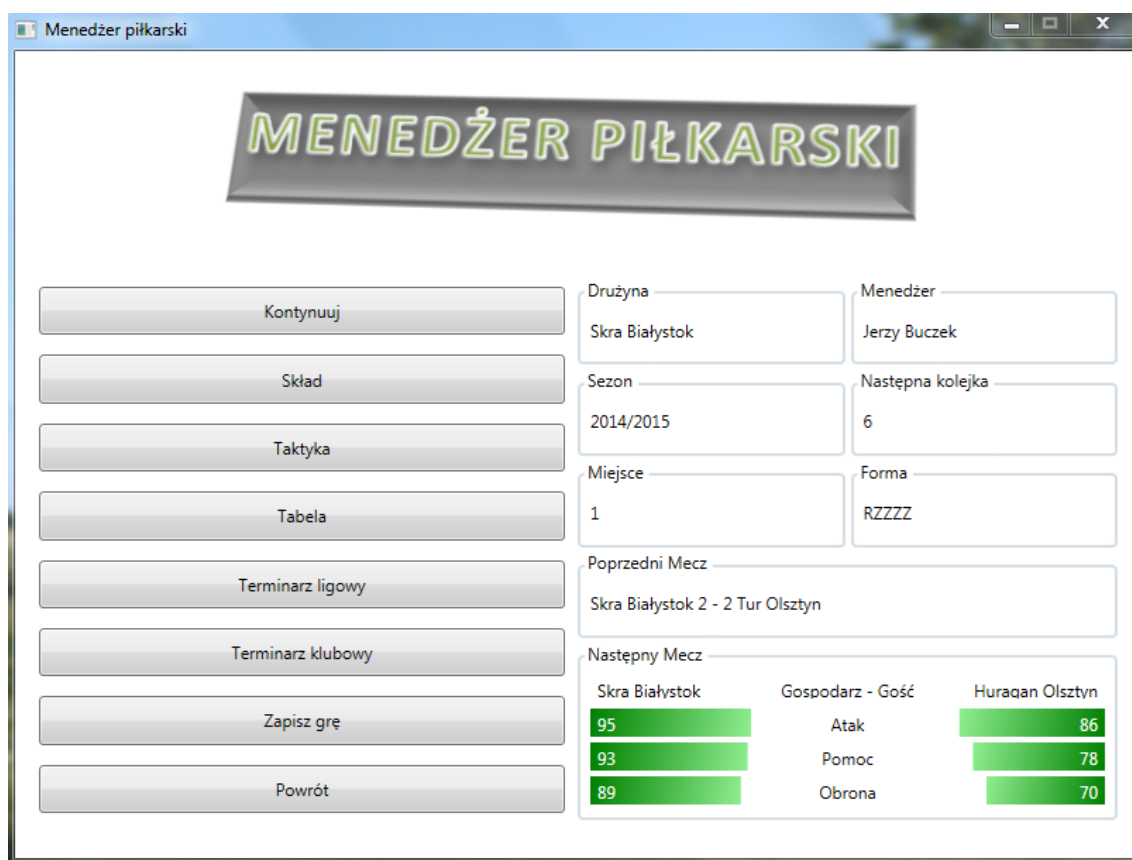 Menedżer piłkarski
MENEDŻER PIŁKARSKI
Kontynuuj
Skład
Taktyka
Tabela
Terminarz ligowy
Terminarz klubowy
Zapisz grę
Powrót
Drużyna
Skra Białystok
Menedżer
Jerzy Buczek
Sezon
2014/2015
Następna kolejka
6
Miejsce
1
Forma
RZZZZ
Poprzedni Mecz
Skra Białystok 2 - 2 Tur Olsztyn
Następny Mecz
Skra Białystok Gospodarz - Gość Huragan Olsztyn
95 Atak 86
93 Pomoc 78
89 Obrona 70